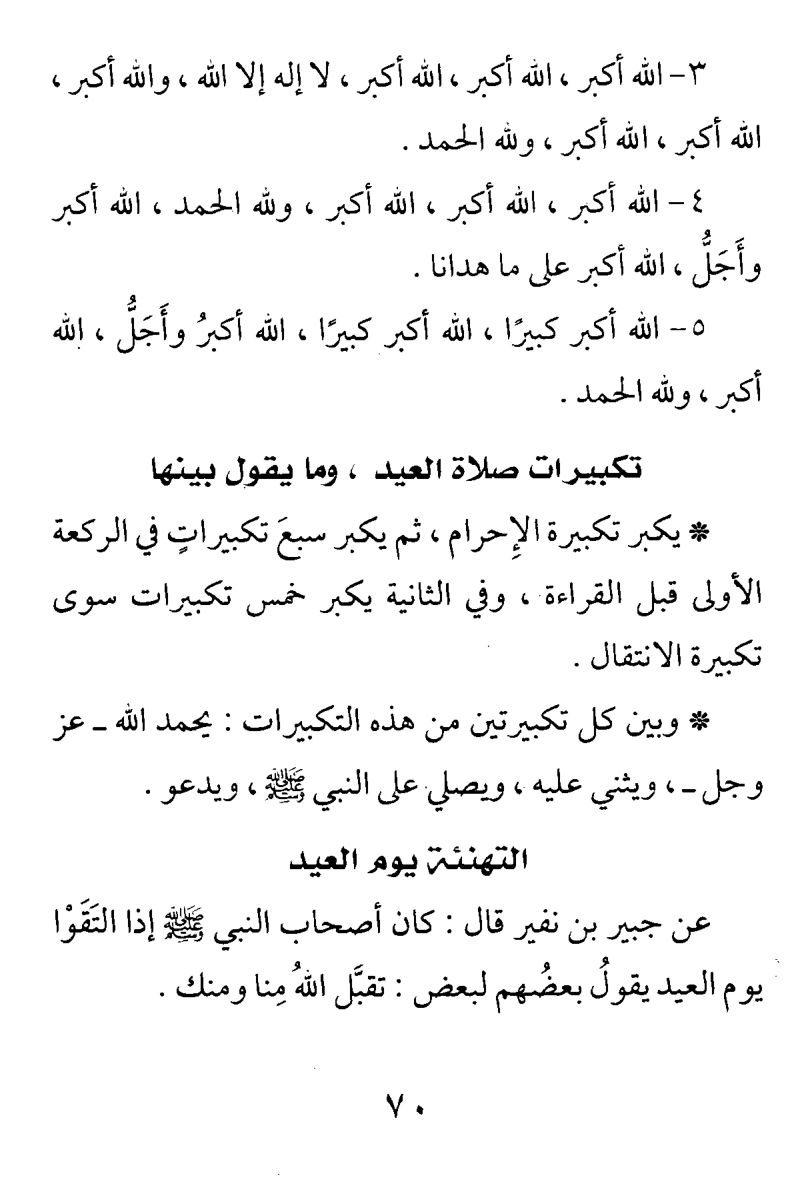 ٣- الله أكبر ، الله أكبر ، الله أكبر ، لا إله إلا الله ، والله أكبر ،
الله أكبر ، الله أكبر ، ولله الحمد .
٤ - الله أكبر ، الله أكبر ، الله أكبر ، ولله الحمد ، الله أكبر
وأَجَلُّ ، الله أكبر على ما هدانا .
٥- الله أكبر كبيرًا ، الله أكبر كبيرًا ، الله أكبرُ وأَجَلُّ ، الله
أكبر ، ولله الحمد .
تكبيرات صلاة العيد ، وما يقول بينها
* يكبر تكبيرة الإِحرام ، ثم يكبر سبعَ تكبيراتٍ في الركعة
الأولى قبل القراءة ، وفي الثانية يكبر خمس تكبيرات سوى
تكبيرة الانتقال .
* وبين كل تكبيرتين من هذه التكبيرات : يحمد الله ـ عز
وجل ـ ، ويثني عليه ، ويصلي على النبي ﷺ ، ويدعو .
التهنئة يوم العيد
عن جبير بن نفير قال : كان أصحاب النبي ﷺ إذا التَقَوْا
يوم العيد يقولُ بعضُهم لبعض : تقبَّل اللهُ مِنا ومنك .
٧٠